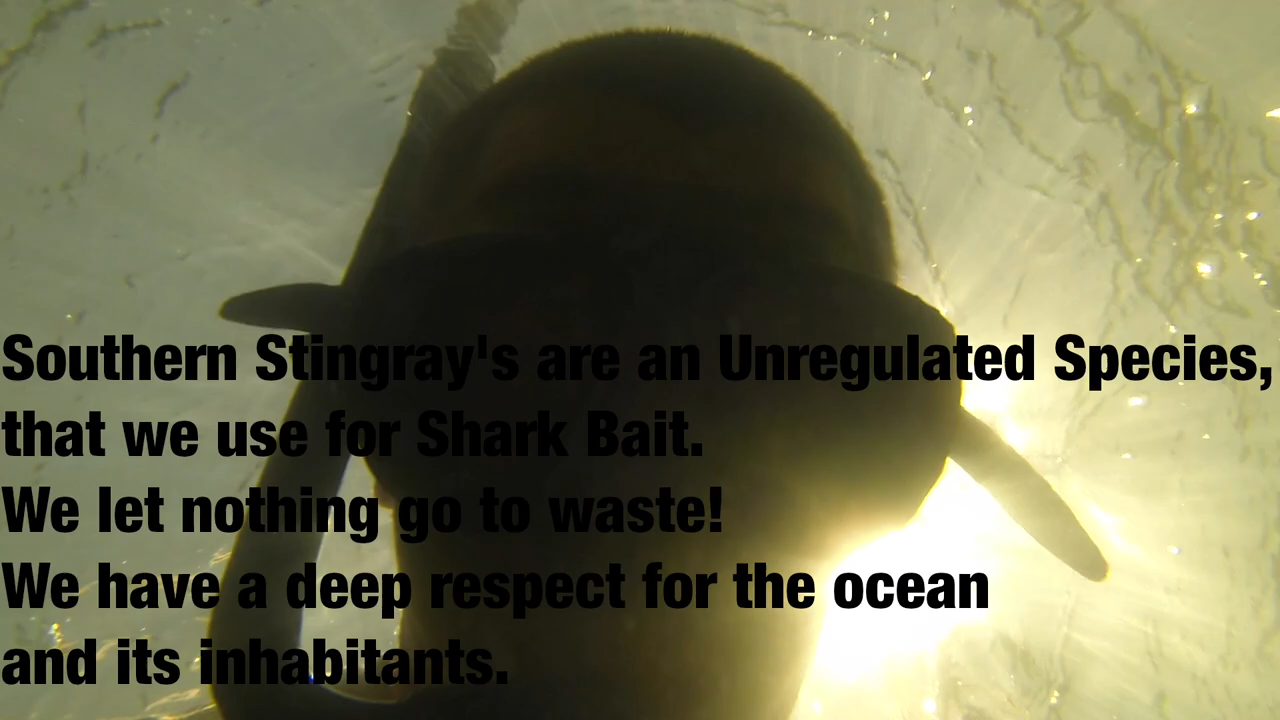 Southern Stingray's are an Unregulated Species,
that we use for Shark Bait.
We let nothing go to waste!
We have a deep respect for the ocean
and its inhabitants.